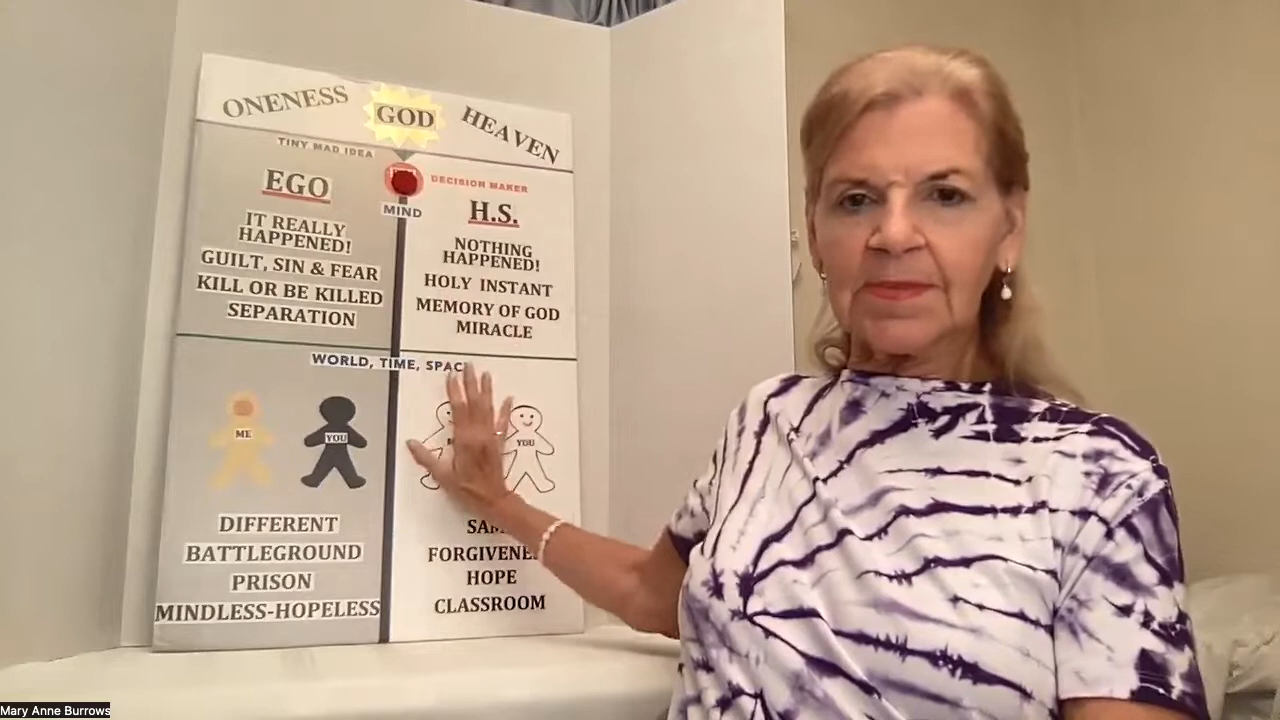 ONENESS GOD HEAVEN
TINY MAD IDEA
DECISION MAKER
MIND
EGO
IT REALLY
HAPPENED!
GUILT, SIN & FEAR
KILL OR BE KILLED
SEPARATION
H.S.
NOTHING
HAPPENED!
HOLY INSTANT
MEMORY OF GOD
MIRACLE
WORLD, TIME, SPAC
ME
YOU
YOU
DIFFERENT
BATTLEGROUND
PRISON
MINDLESS-HOPELESS
SAM
FORGIVENE
HOPE
CLASSROOM
Mary Anne Burrows